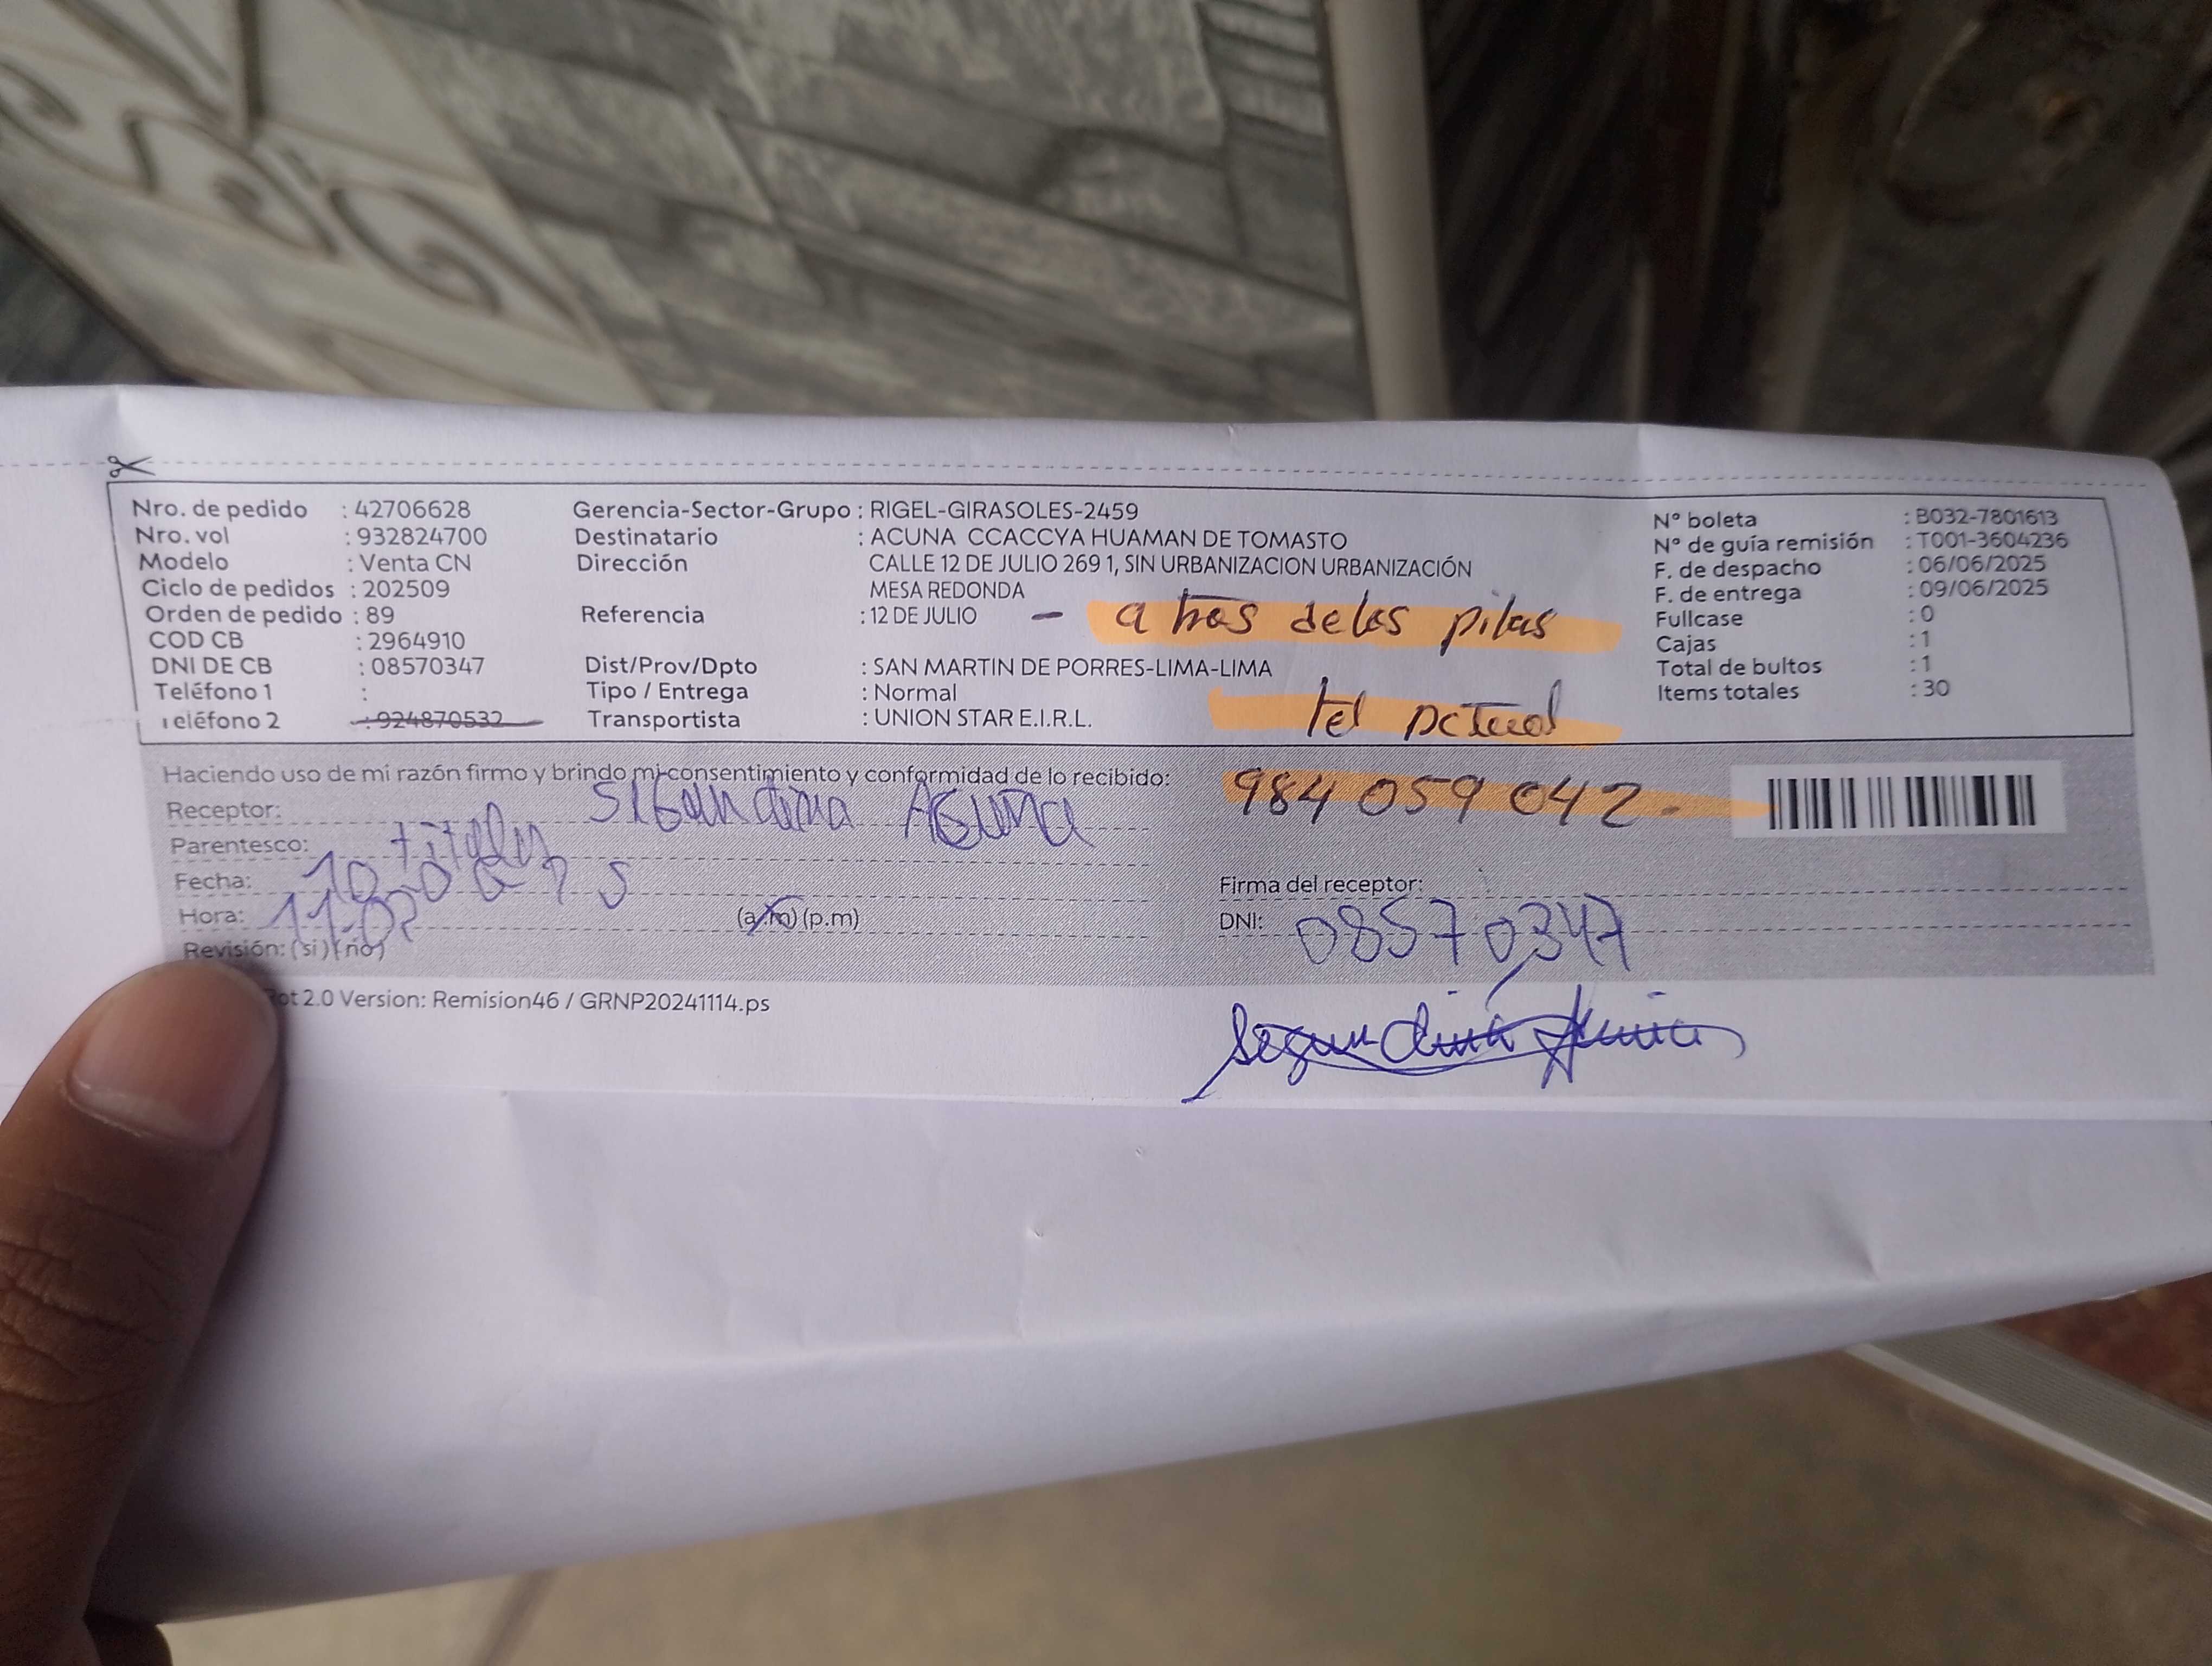 Nro. de pedido : 42706628
Nro. vol : 932824700
Modelo : Venta CN
Ciclo de pedidos : 202509
Orden de pedido : 89
COD CB : 2964910
DNI DE CB : 08570347
Teléfono 1 :
Teléfono 2 : 924870532
Gerencia-Sector-Grupo : RIGEL-GIRASOLES-2459
Destinatario : ACUNA CCACCYA HUAMAN DE TOMASTO
Dirección CALLE 12 DE JULIO 269 1, SIN URBANIZACION URBANIZACIÓN
MESA REDONDA
Referencia : 12 DE JULIO - atras de las pilas
Dist/Prov/Dpto : SAN MARTIN DE PORRES-LIMA-LIMA
Tipo / Entrega : Normal
Transportista : UNION STAR E.I.R.L.
tel actual
984 059 042-
N° boleta : B032-7801613
N° de guía remisión : T001-3604236
F. de despacho : 06/06/2025
F. de entrega : 09/06/2025
Fullcase : 0
Cajas : 1
Total de bultos : 1
Items totales : 30
Haciendo uso de mi razón firmo y brindo mi consentimiento y conformidad de lo recibido:
Receptor: Acuña
Parentesco: titular
Fecha:
Hora: (a.m) (p.m)
Revisión: (si) (no)
Firma del receptor:
DNI: 08570347
2.0 Version: Remision46 / GRNP20241114.ps